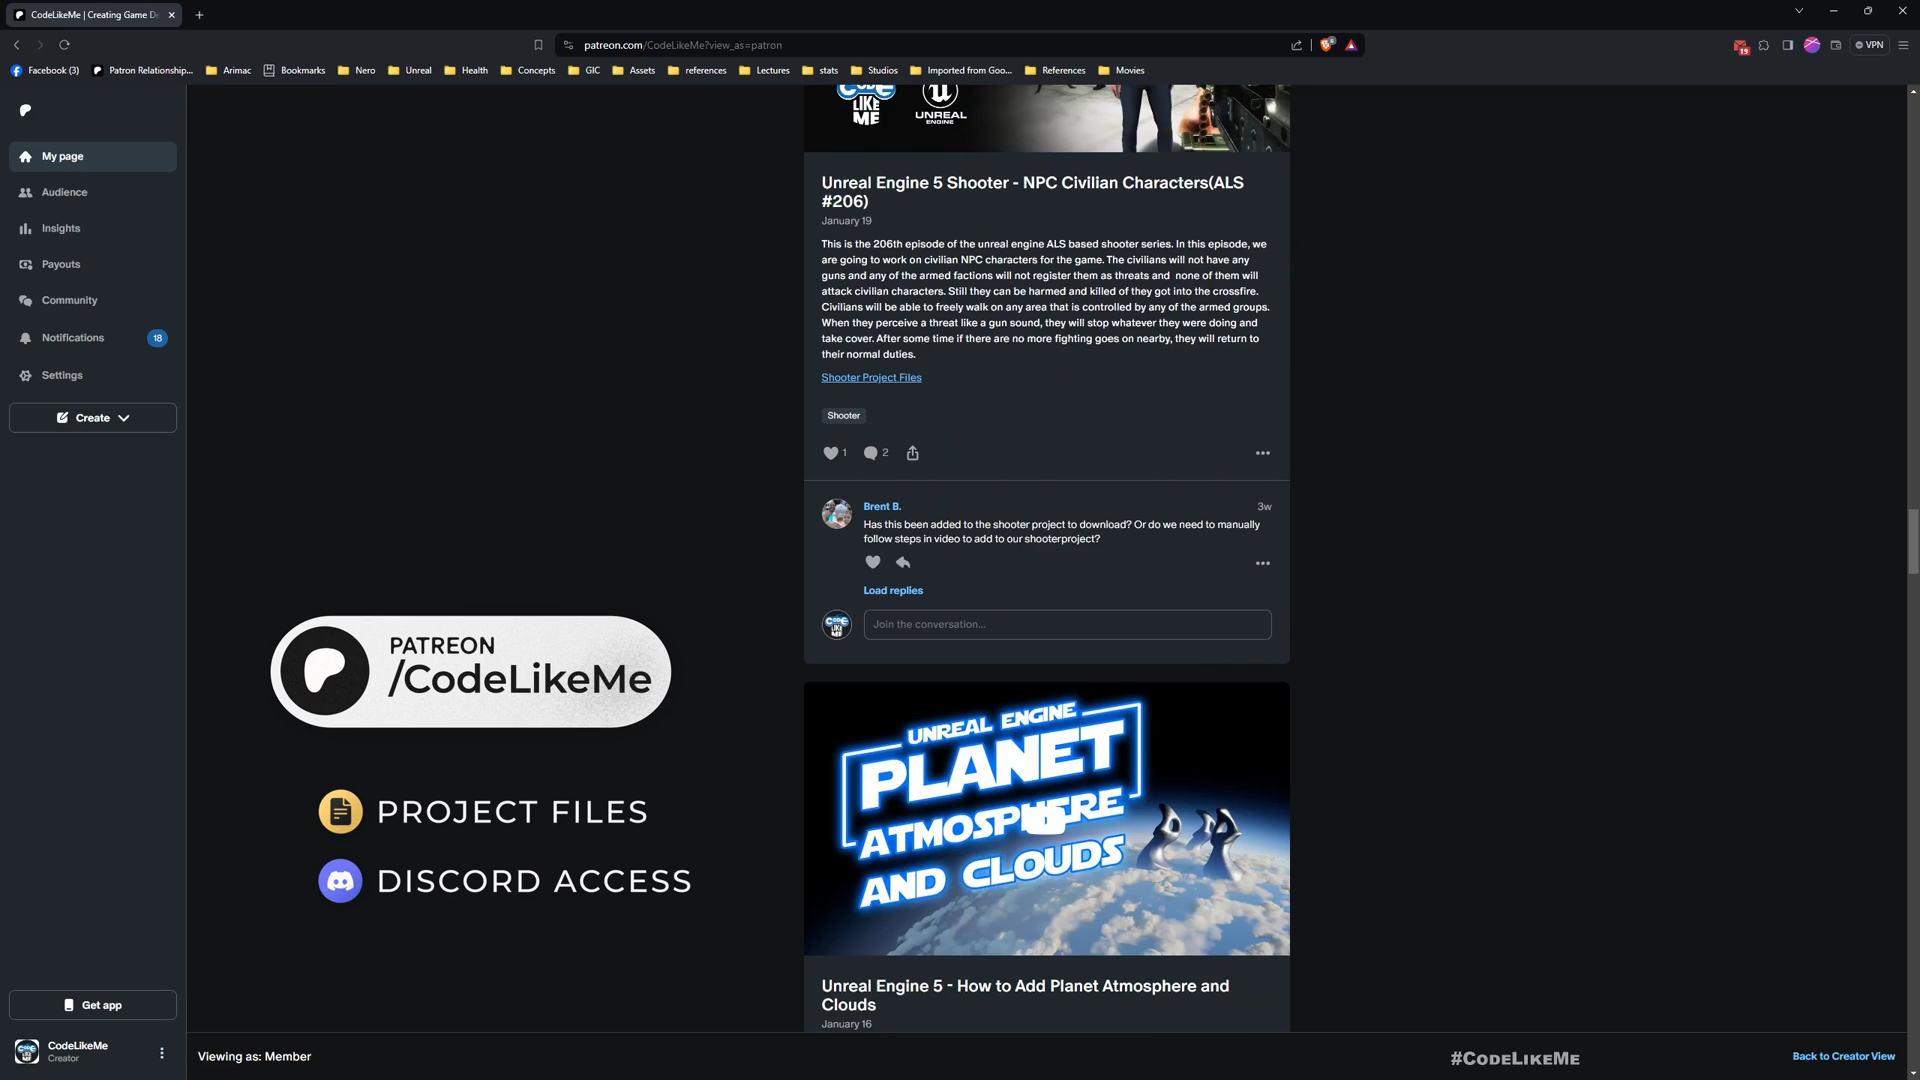 CodeLikeMe | Creating Game De
patreon.com/CodeLikeMe?view_as=patron
6
19
VPN
Facebook (3)
Patron Relationship...
Arimac
Bookmarks
Nero
Unreal
Health
Concepts
GIC
Assets
references
Lectures
stats
Studios
Imported from Goo...
References
Movies
My page
Audience
Insights
Payouts
Community
Notifications
18
Settings
Create
Get app
CodeLikeMe
Creator
CODE
LIKE
ME
UNREAL
ENGINE
Unreal Engine 5 Shooter - NPC Civilian Characters(ALS
#206)
January 19
This is the 206th episode of the unreal engine ALS based shooter series. In this episode, we
are going to work on civilian NPC characters for the game. The civilians will not have any
guns and any of the armed factions will not register them as threats and none of them will
attack civilian characters. Still they can be harmed and killed of they got into the crossfire.
Civilians will be able to freely walk on any area that is controlled by any of the armed groups.
When they perceive a threat like a gun sound, they will stop whatever they were doing and
take cover. After some time if there are no more fighting goes on nearby, they will return to
their normal duties.
Shooter Project Files
Shooter
1
2
Brent B.
3w
Has this been added to the shooter project to download? Or do we need to manually
follow steps in video to add to our shooterproject?
Load replies
CODE
LIKE
ME
Join the conversation...
PATREON
/CodeLikeMe
PROJECT FILES
DISCORD ACCESS
UNREAL ENGINE
PLANET
ATMOSPHERE
AND CLOUDS
Unreal Engine 5 - How to Add Planet Atmosphere and
Clouds
January 16
Viewing as: Member
#CODELIKEME
Back to Creator View